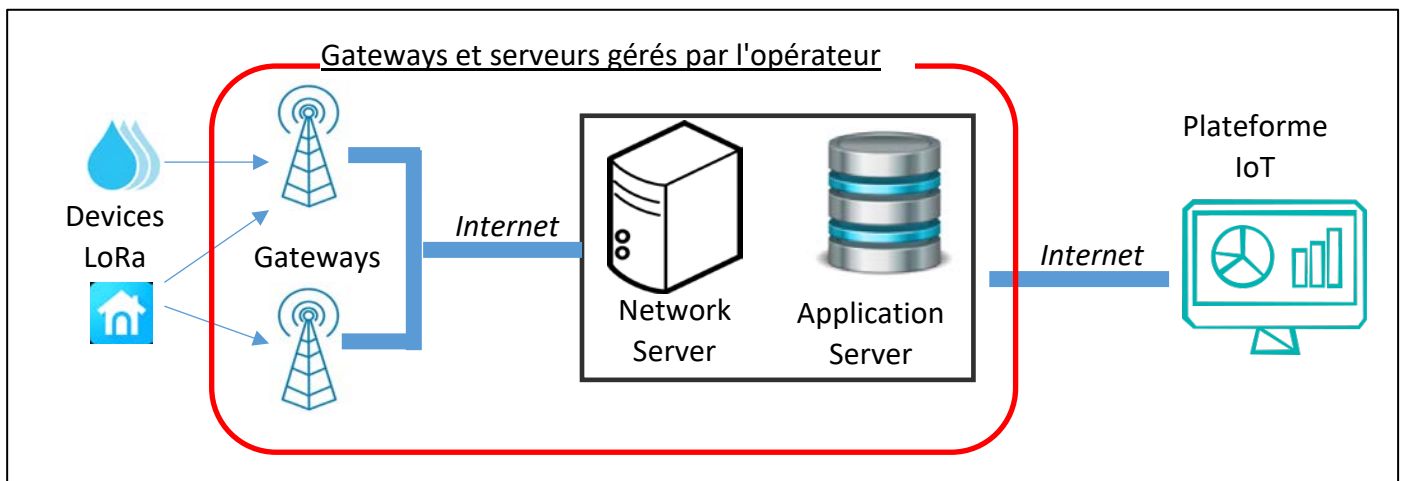 Gateways et serveurs gérés par l'opérateur
Devices
LoRa
Gateways
Internet
Network
Server
Application
Server
Internet
Plateforme
IoT